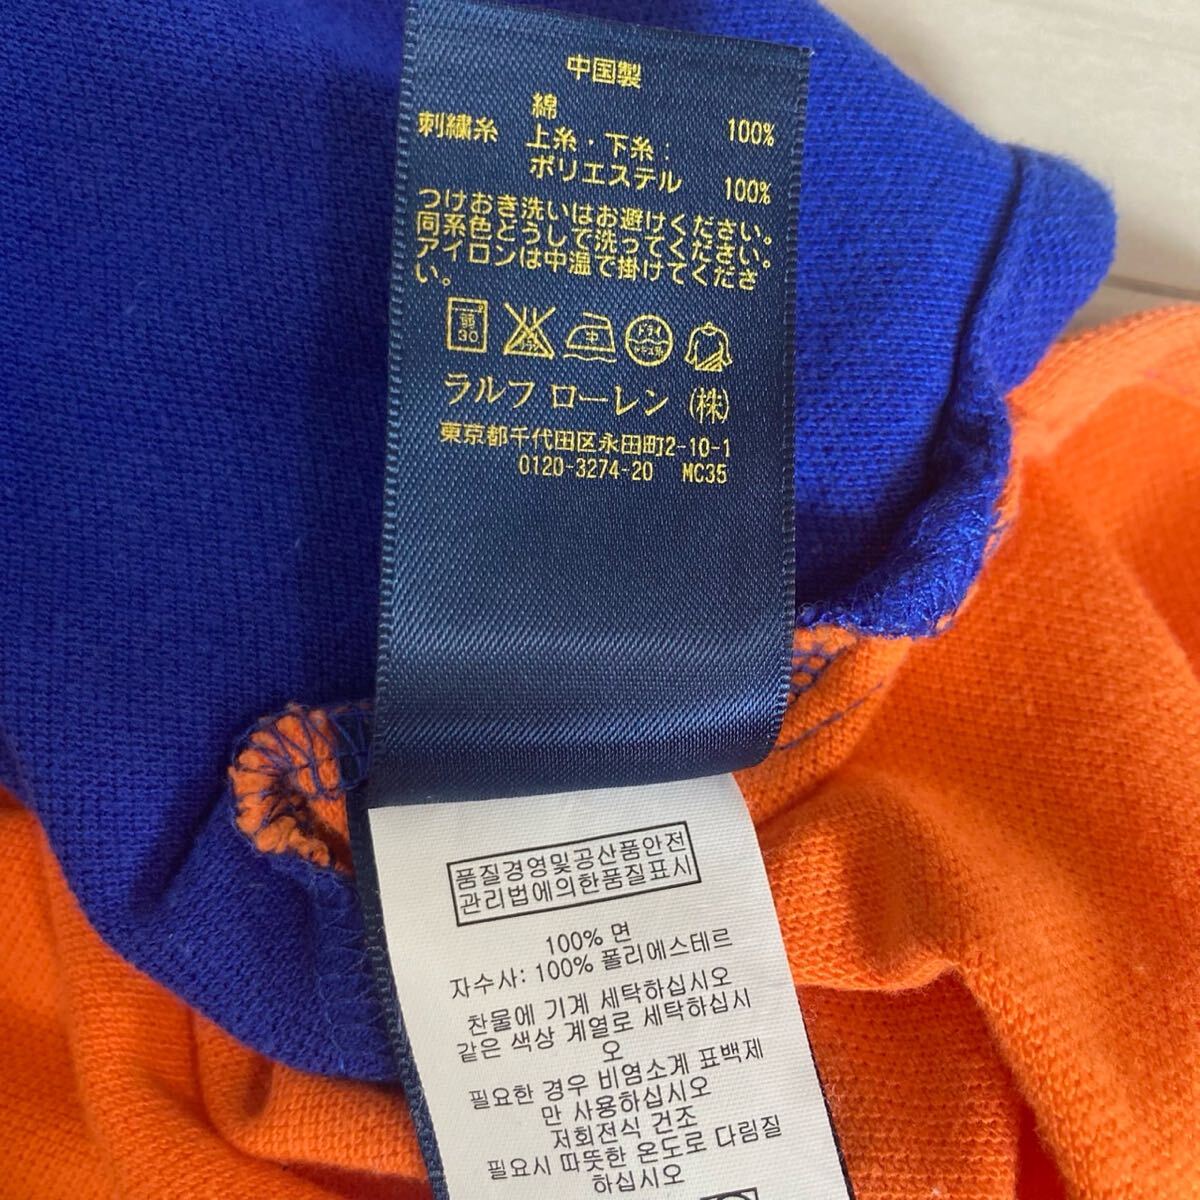 中国製
綿 100%
刺繍糸 上糸・下糸:
ポリエステル 100%
つけおき洗いはお避けください。
同系色どうして洗ってください。
アイロンは中温で掛けてくださ
い。
弱 30 中 ドライ
ラルフ ローレン (株)
東京都千代田区永田町2-10-1
0120-3274-20 MC35
품질경영및공산품안전
관리법에의한품질표시
100% 면
자수사: 100% 폴리에스테르
찬물에 기계 세탁하십시오
같은 색상 계열로 세탁하십시
오
필요한 경우 비염소계 표백제
만 사용하십시오
저회전식 건조
필요시 따뜻한 온도로 다림질
하십시오